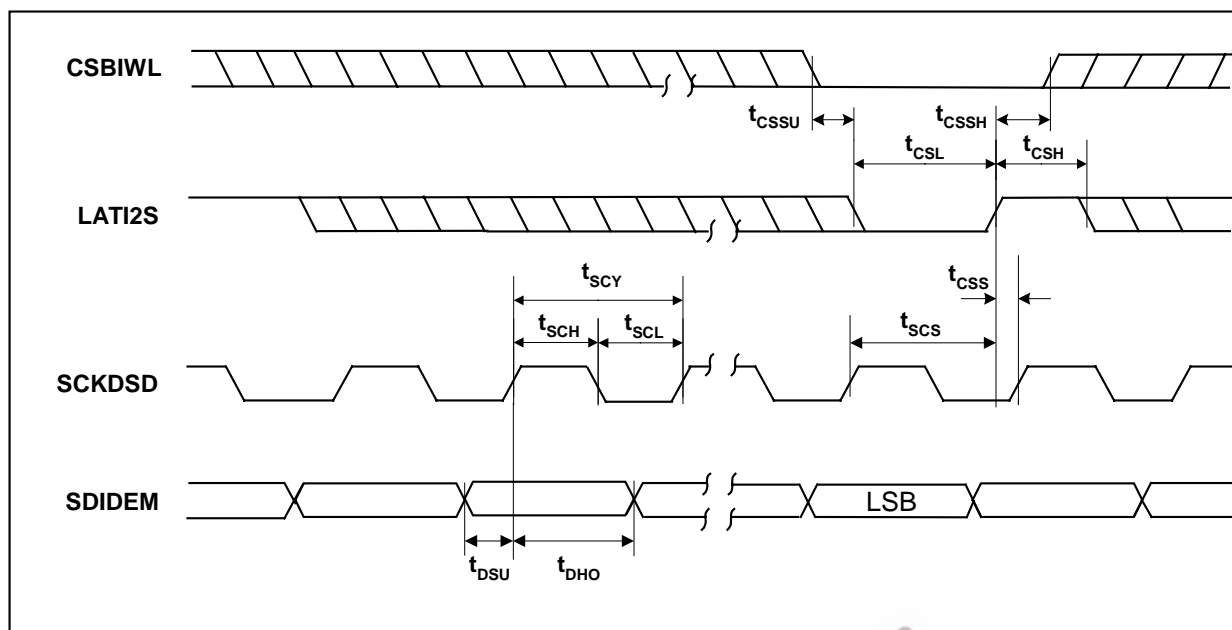 CSBIWL
tCSSU
tCSSH
tCSL
tCSH
LATI2S
tSCY
tCSS
tSCH
tSCL
tSCS
SCKDSD
SDIDEM
LSB
tDSU
tDHO